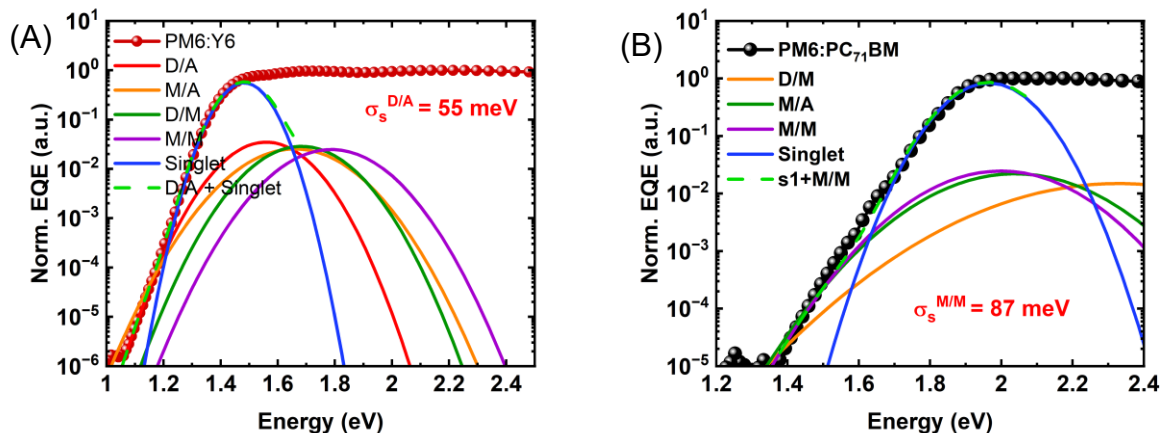 (A)
PM6:Y6
D/A
M/A
D/M
M/M
Singlet
D/A + Singlet
σₛᴰ/ᴬ = 55 meV
Norm. EQE (a.u.)
10¹
10⁰
10⁻¹
10⁻²
10⁻³
10⁻⁴
10⁻⁵
10⁻⁶
1 1.2 1.4 1.6 1.8 2.0 2.2 2.4
Energy (eV)
(B)
PM6:PC₇₁BM
D/M
M/A
M/M
Singlet
s1+M/M
σₛᴹ/ᴹ = 87 meV
Norm. EQE (a.u.)
10¹
10⁰
10⁻¹
10⁻²
10⁻³
10⁻⁴
10⁻⁵
1.2 1.4 1.6 1.8 2 2.2 2.4
Energy (eV)